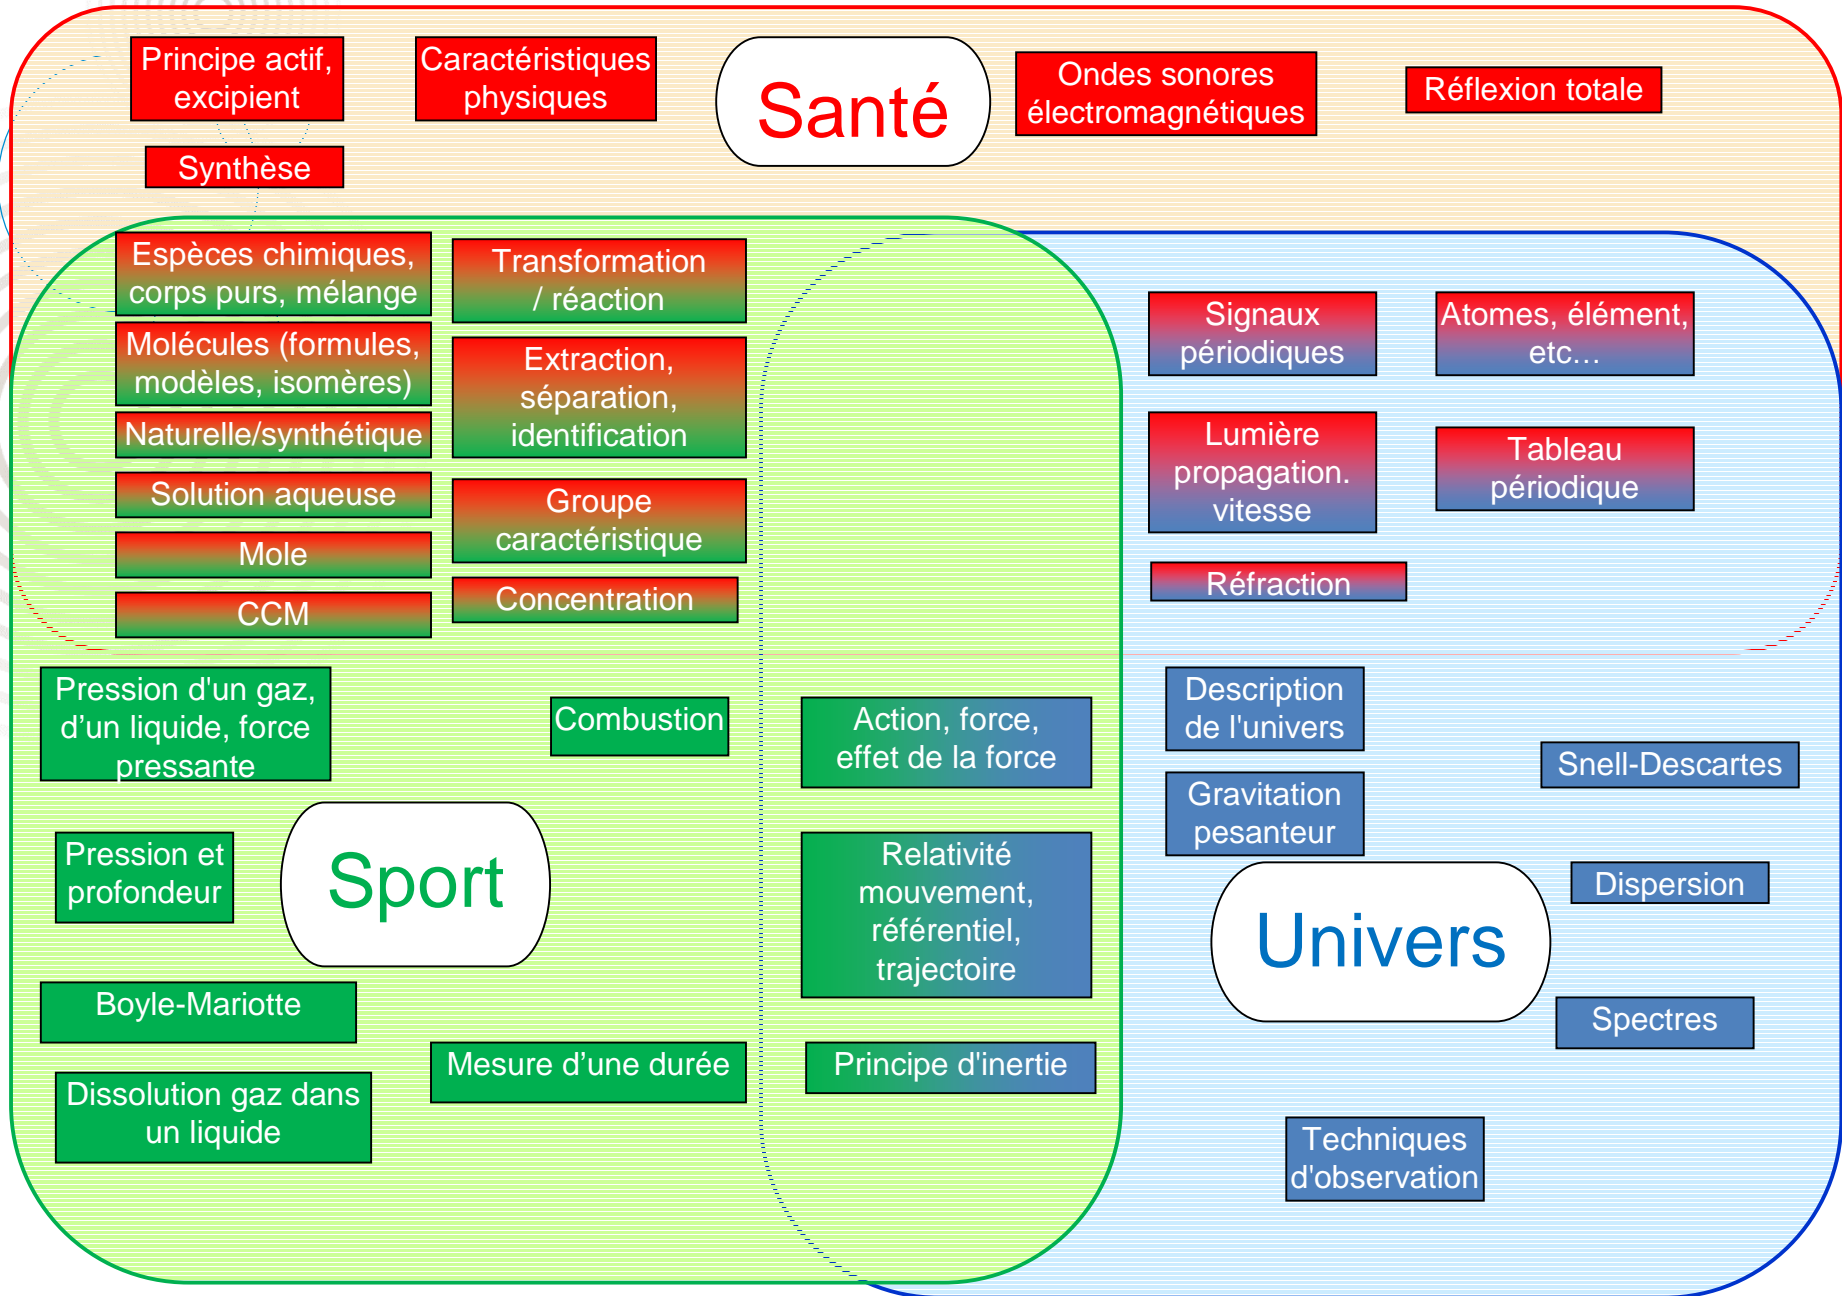 Principe actif,
excipient
Caractéristiques
physiques
Santé
Ondes sonores
électromagnétiques
Réflexion totale
Synthèse
Espèces chimiques,
corps purs, mélange
Transformation
/ réaction
Molécules (formules,
modèles, isomères)
Extraction,
séparation,
identification
Naturelle/synthétique
Solution aqueuse
Groupe
caractéristique
Mole
Concentration
CCM
Signaux
périodiques
Atomes, élément,
etc...
Lumière
propagation.
vitesse
Tableau
périodique
Réfraction
Pression d'un gaz,
d’un liquide, force
pressante
Combustion
Action, force,
effet de la force
Description
de l'univers
Snell-Descartes
Gravitation
pesanteur
Pression et
profondeur
Sport
Relativité
mouvement,
référentiel,
trajectoire
Univers
Dispersion
Boyle-Mariotte
Spectres
Mesure d’une durée
Principe d'inertie
Dissolution gaz dans
un liquide
Techniques
d'observation